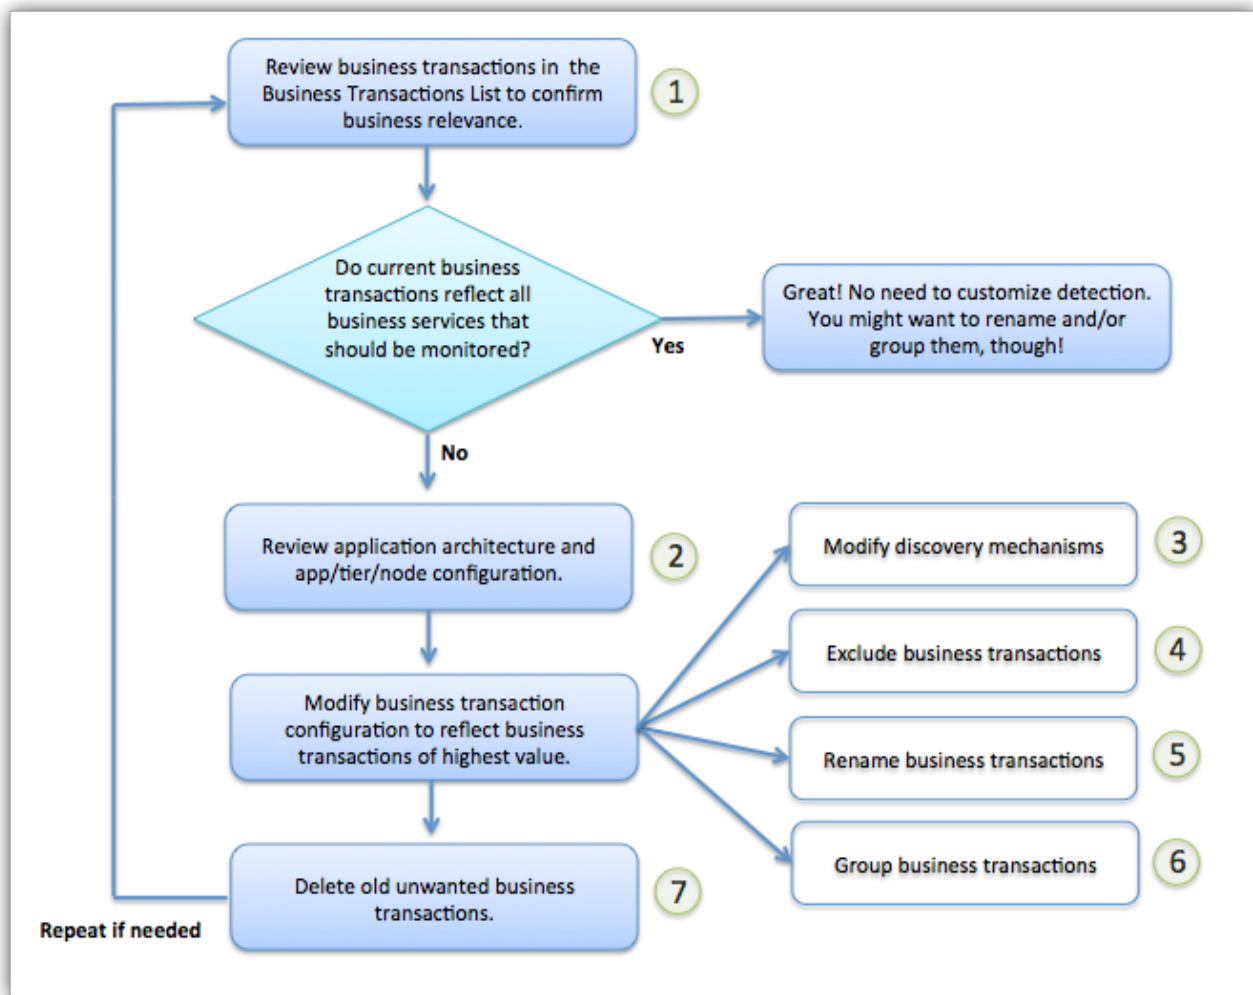 Review business transactions in the
Business Transactions List to confirm
business relevance.
1
Do current business
transactions reflect all
business services that
should be monitored?
Yes
Great! No need to customize detection.
You might want to rename and/or
group them, though!
No
Review application architecture and
app/tier/node configuration.
2
Modify discovery mechanisms
3
Exclude business transactions
4
Modify business transaction
configuration to reflect business
transactions of highest value.
Rename business transactions
5
Group business transactions
6
Delete old unwanted business
transactions.
7
Repeat if needed